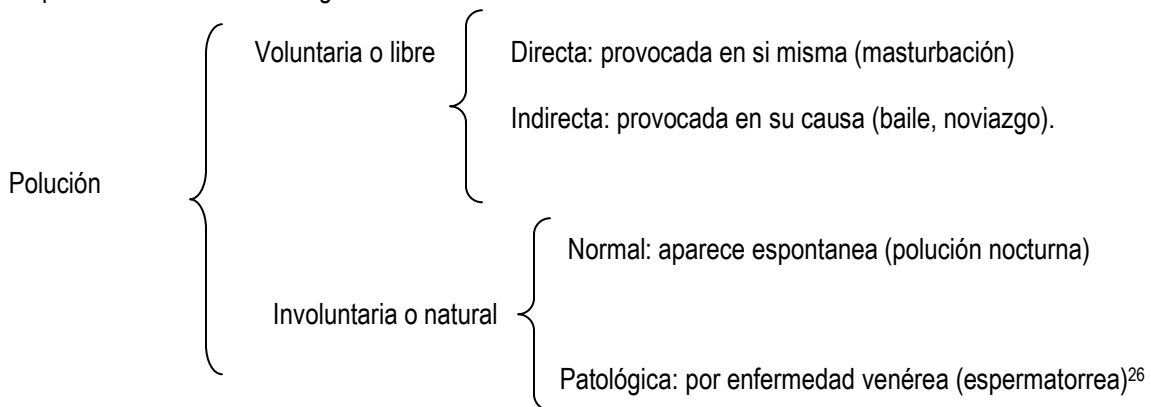 Voluntaria o libre
Directa: provocada en si misma (masturbación)
Indirecta: provocada en su causa (baile, noviazgo).
Polución
Normal: aparece espontanea (polución nocturna)
Involuntaria o natural
Patológica: por enfermedad venérea (espermatorrea)26